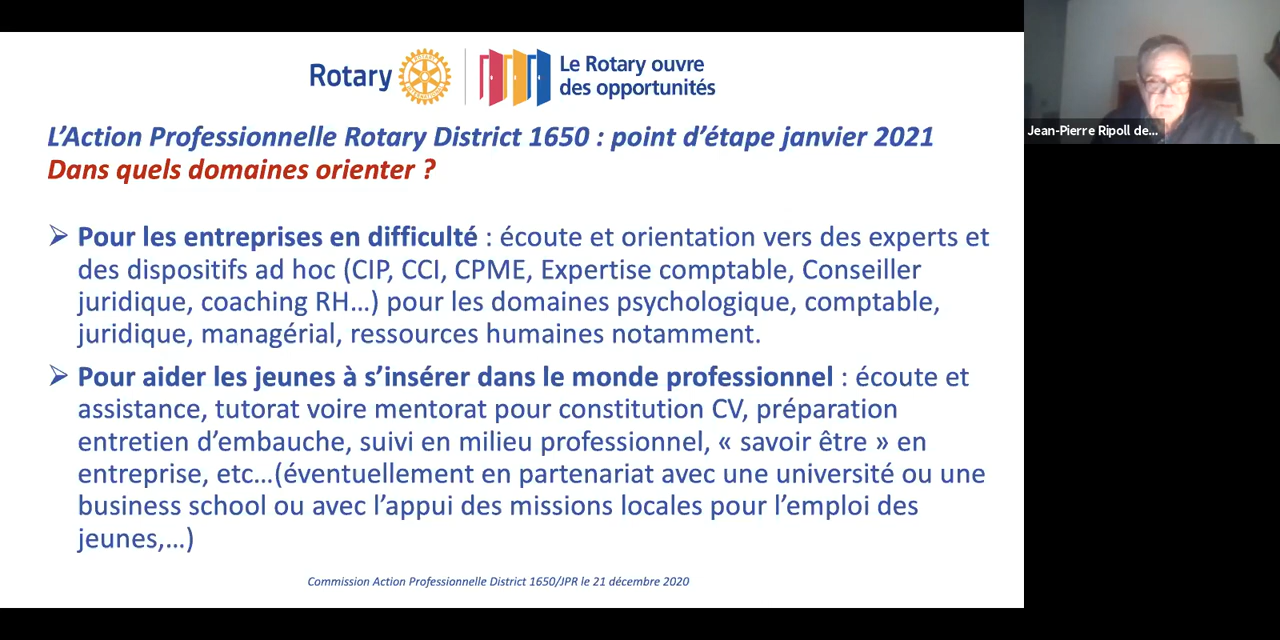 Rotary
Le Rotary ouvre
des opportunités
L'Action Professionnelle Rotary District 1650 : point d'étape janvier 2021
Dans quels domaines orienter ?
➢ Pour les entreprises en difficulté : écoute et orientation vers des experts et
des dispositifs ad hoc (CIP, CCI, CPME, Expertise comptable, Conseiller
juridique, coaching RH…) pour les domaines psychologique, comptable,
juridique, managérial, ressources humaines notamment.
➢ Pour aider les jeunes à s'insérer dans le monde professionnel : écoute et
assistance, tutorat voire mentorat pour constitution CV, préparation
entretien d'embauche, suivi en milieu professionnel, « savoir être » en
entreprise, etc…(éventuellement en partenariat avec une université ou une
business school ou avec l'appui des missions locales pour l'emploi des
jeunes,…)
Commission Action Professionnelle District 1650/JPR le 21 décembre 2020
Jean-Pierre Ripoll de...